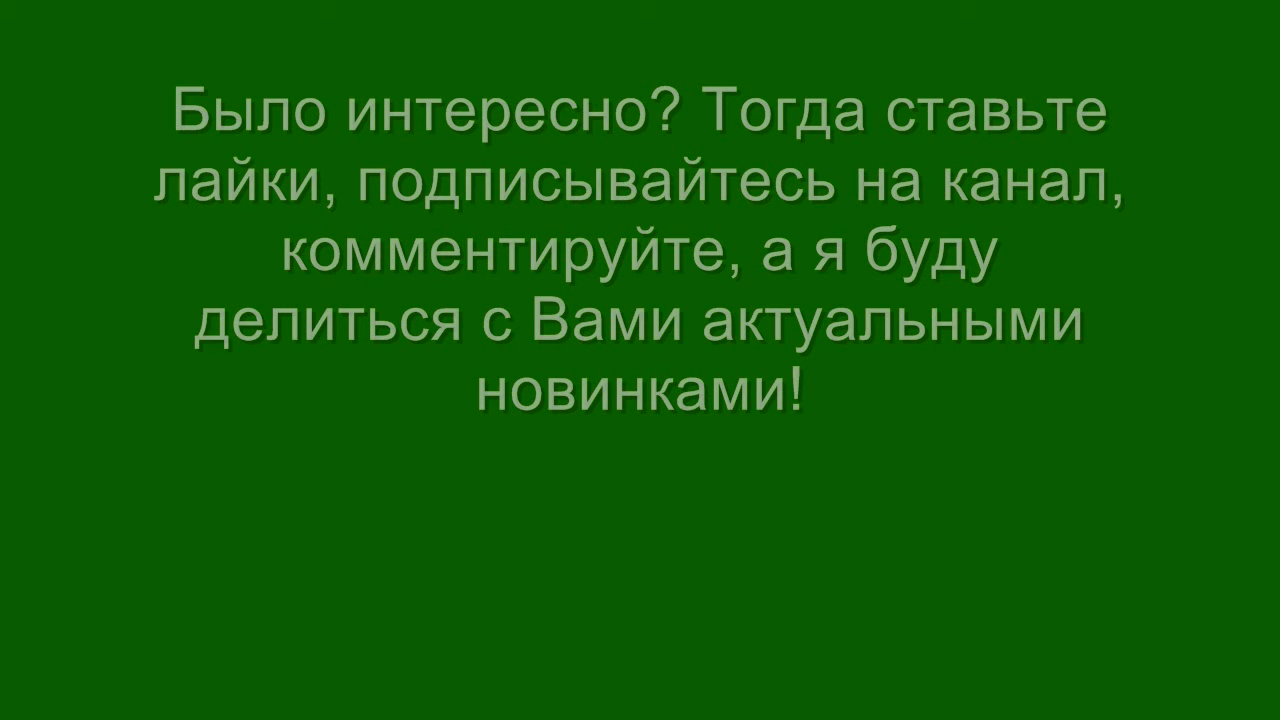 Было интересно? Тогда ставьте
лайки, подписывайтесь на канал,
комментируйте, а я буду
делиться с Вами актуальными
новинками!